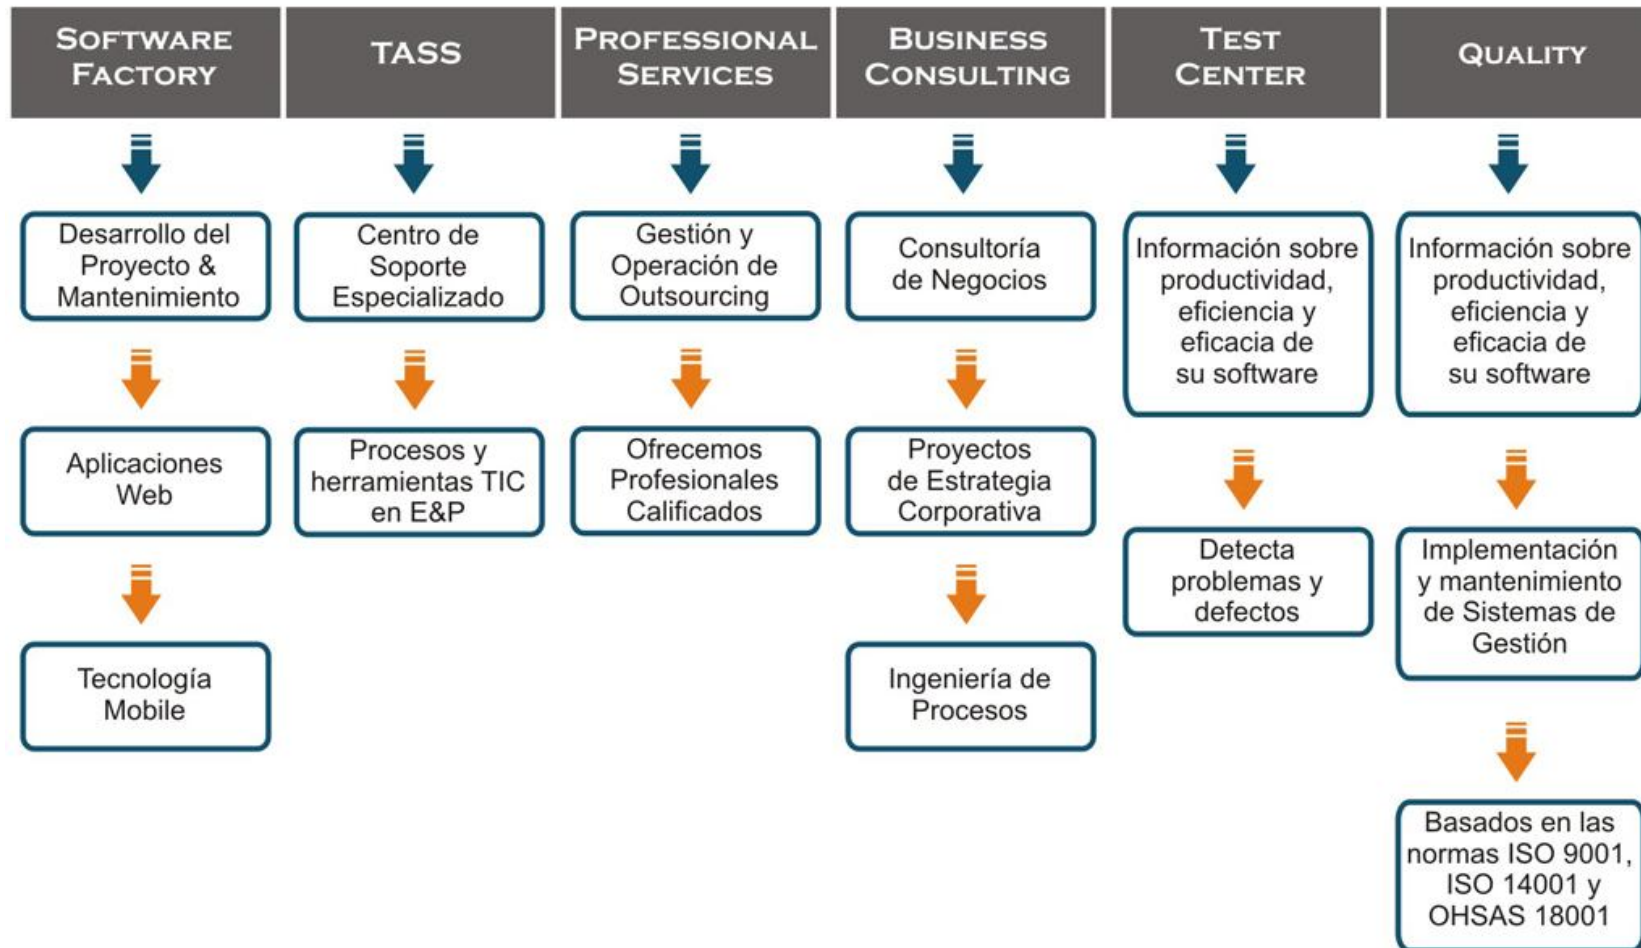 SOFTWARE
FACTORY
Desarrollo del
Proyecto &
Mantenimiento
Aplicaciones
Web
Tecnología
Mobile
TASS
Centro de
Soporte
Especializado
Procesos y
herramientas TIC
en E&P
PROFESSIONAL
SERVICES
Gestión y
Operación de
Outsourcing
Ofrecemos
Profesionales
Calificados
BUSINESS
CONSULTING
Consultoría
de Negocios
Proyectos
de Estrategia
Corporativa
Ingeniería de
Procesos
TEST
CENTER
Información sobre
productividad,
eficiencia y
eficacia de
su software
Detecta
problemas y
defectos
QUALITY
Información sobre
productividad,
eficiencia y
eficacia de
su software
Implementación
y mantenimiento
de Sistemas de
Gestión
Basados en las
normas ISO 9001,
ISO 14001 y
OHSAS 18001